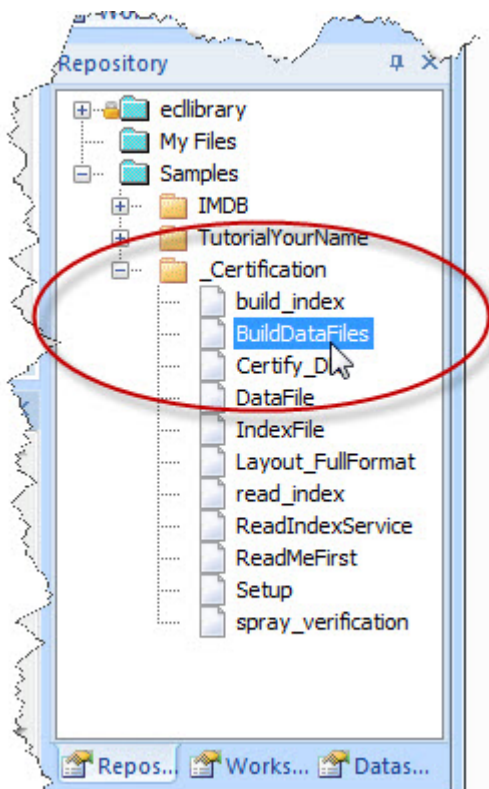 Repository
ecllibrary
My Files
Samples
IMDB
TutorialYourName
_Certification
build_index
BuildDataFiles
Certify_D
DataFile
IndexFile
Layout_FullFormat
read_index
ReadIndexService
ReadMeFirst
Setup
spray_verification
Repos... Works... Datas...